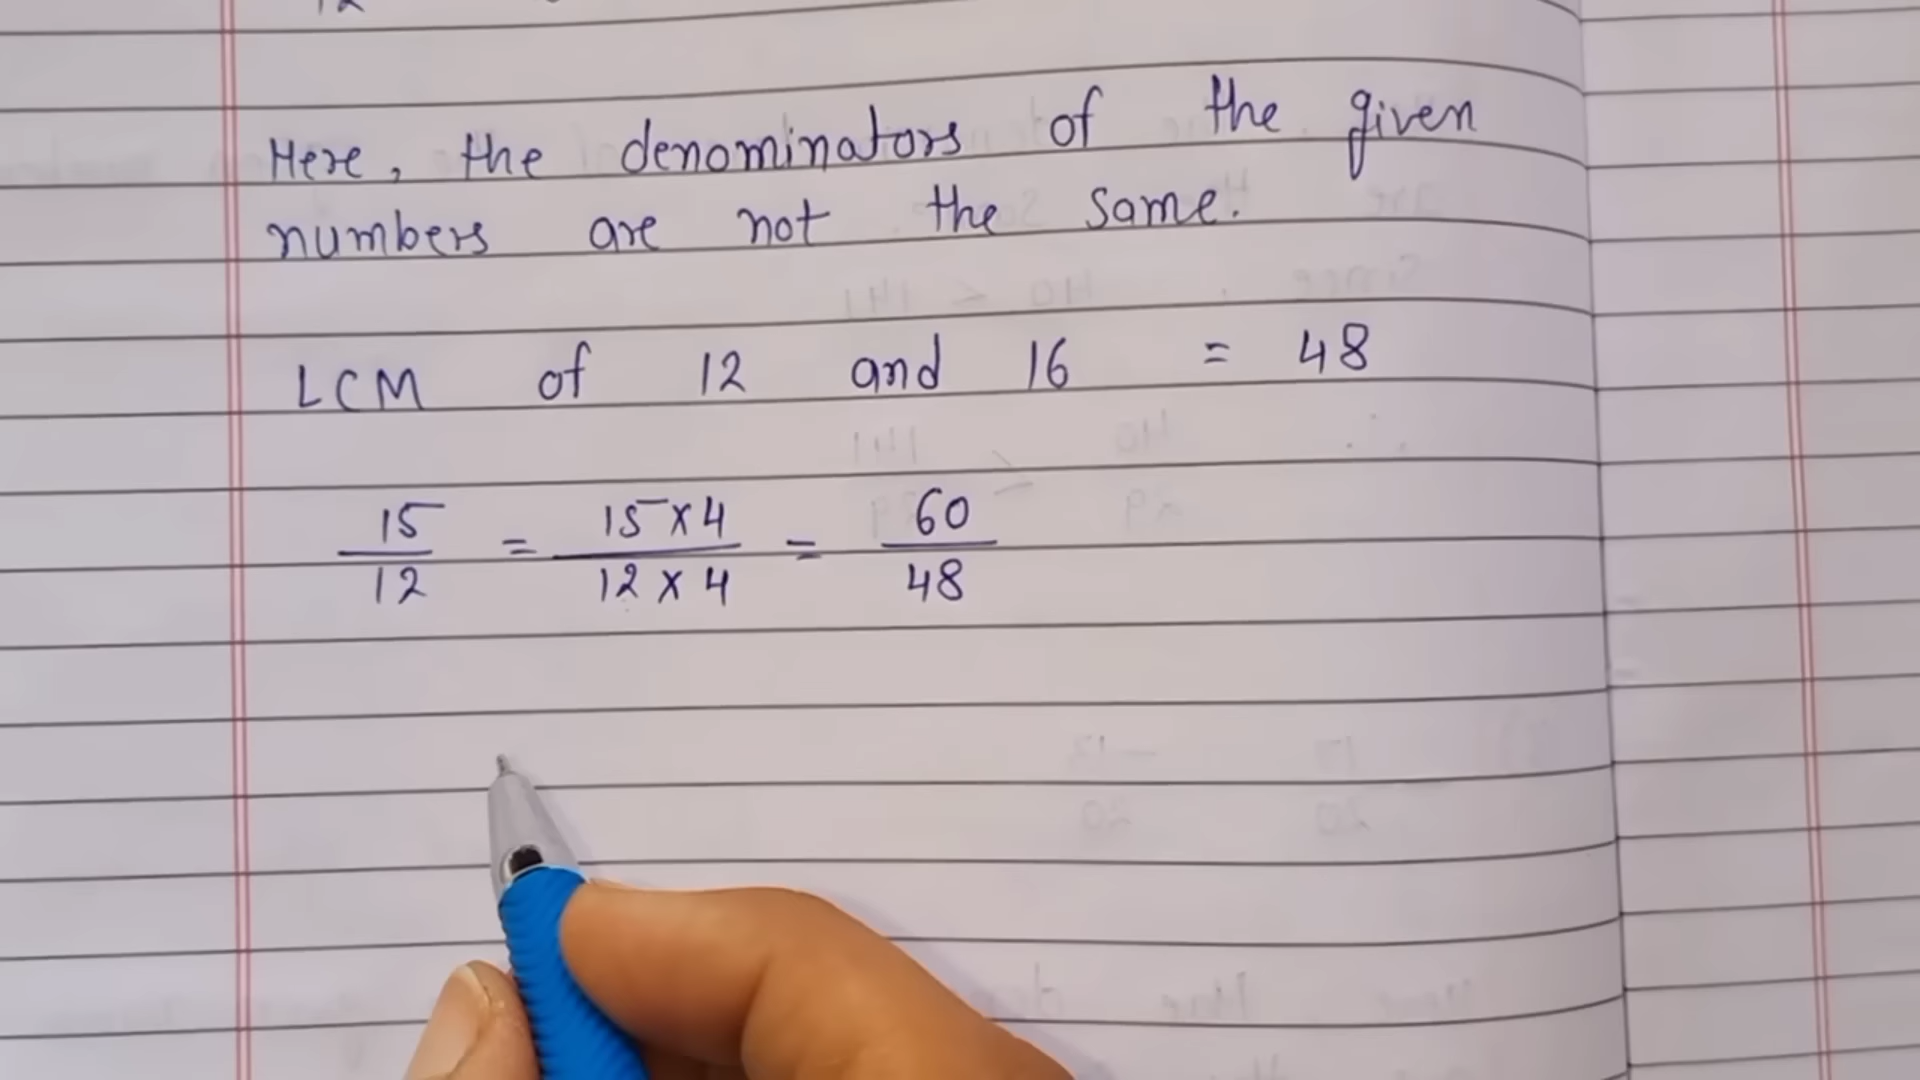 12
Here, the denominators of the given
numbers are not the same.
LCM of 12 and 16 = 48
15/12 = 15×4/12×4 = 60/48